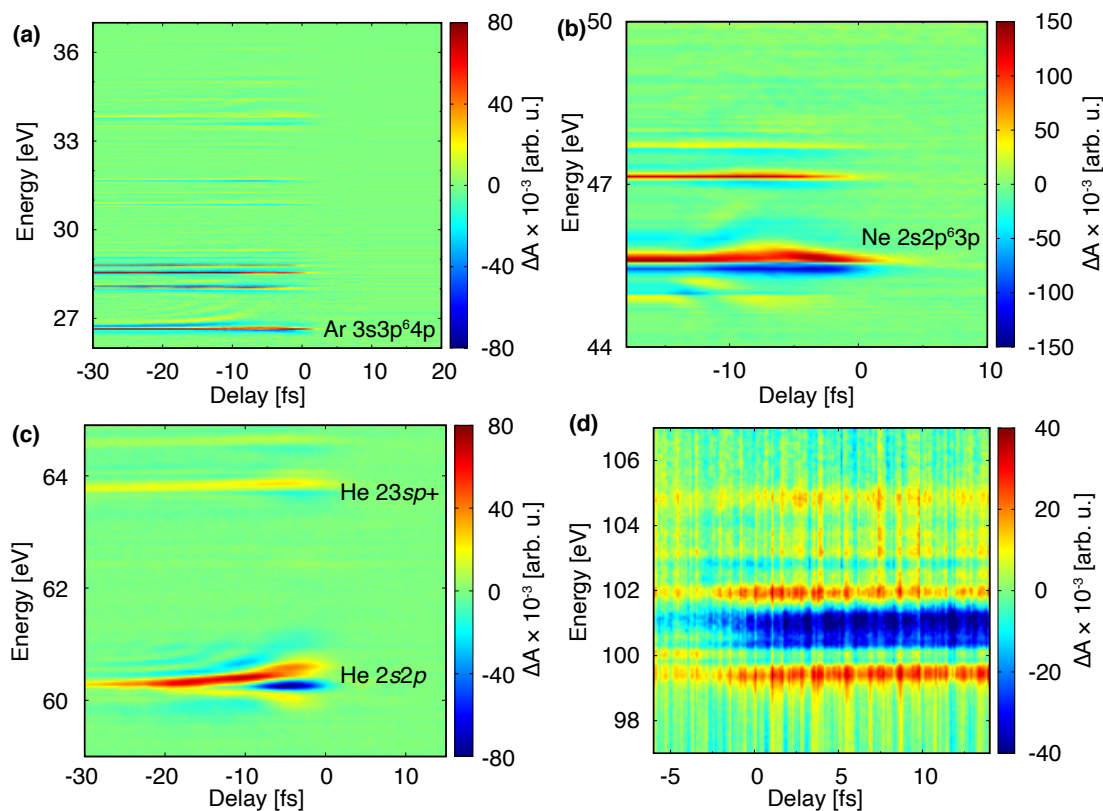 (a)
36
33
30
27
Energy [eV]
Ar 3s3p⁶4p
-30 -20 -10 0 10 20
Delay [fs]
80
40
0
-40
-80
ΔA × 10⁻³ [arb. u.]
(b)
50
47
44
Energy [eV]
Ne 2s2p⁶3p
-10 0 10
Delay [fs]
150
100
50
0
-50
-100
-150
ΔA × 10⁻³ [arb. u.]
(c)
64
62
60
Energy [eV]
He 23sp+
He 2s2p
-30 -20 -10 0 10
Delay [fs]
80
40
0
-40
-80
ΔA × 10⁻³ [arb. u.]
(d)
106
104
102
100
98
Energy [eV]
-5 0 5 10
Delay [fs]
40
20
0
-20
-40
ΔA × 10⁻³ [arb. u.]